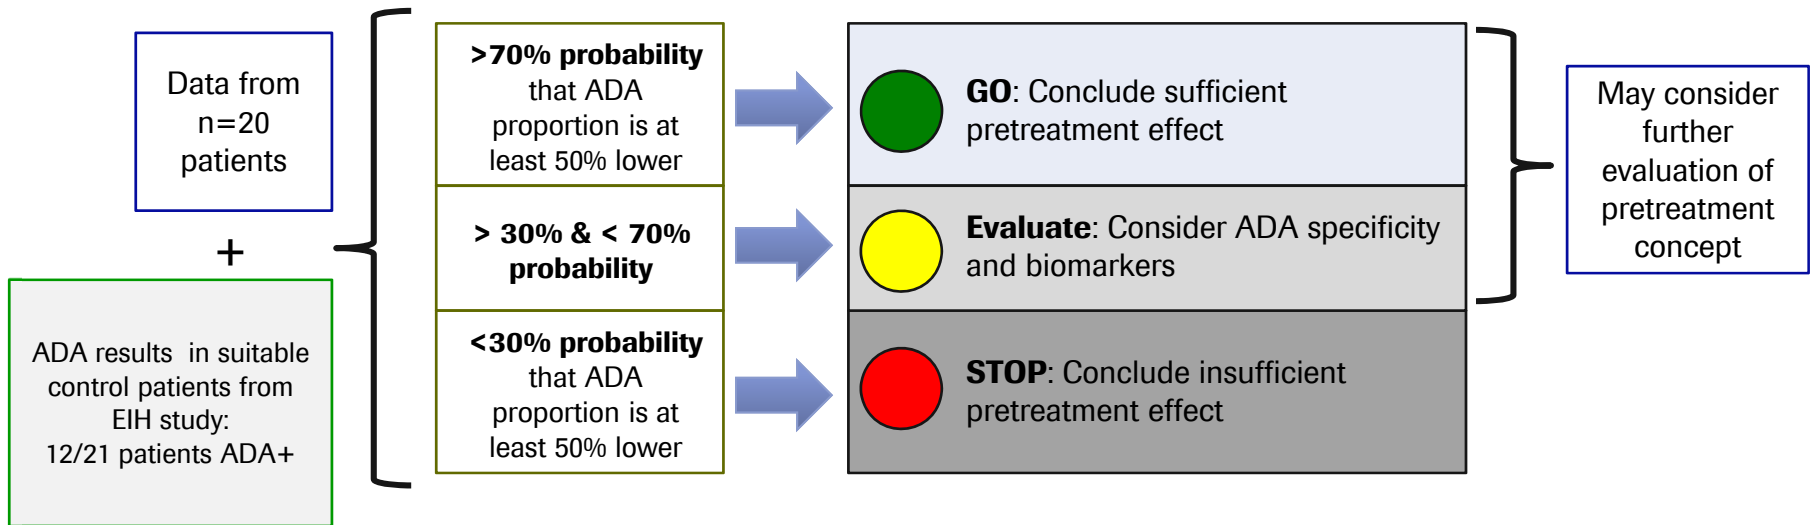 Data from
n=20
patients
+
ADA results in suitable
control patients from
EIH study:
12/21 patients ADA+
>70% probability
that ADA
proportion is at
least 50% lower
> 30% & < 70%
probability
<30% probability
that ADA
proportion is at
least 50% lower
GO: Conclude sufficient
pretreatment effect
Evaluate: Consider ADA specificity
and biomarkers
STOP: Conclude insufficient
pretreatment effect
May consider
further
evaluation of
pretreatment
concept